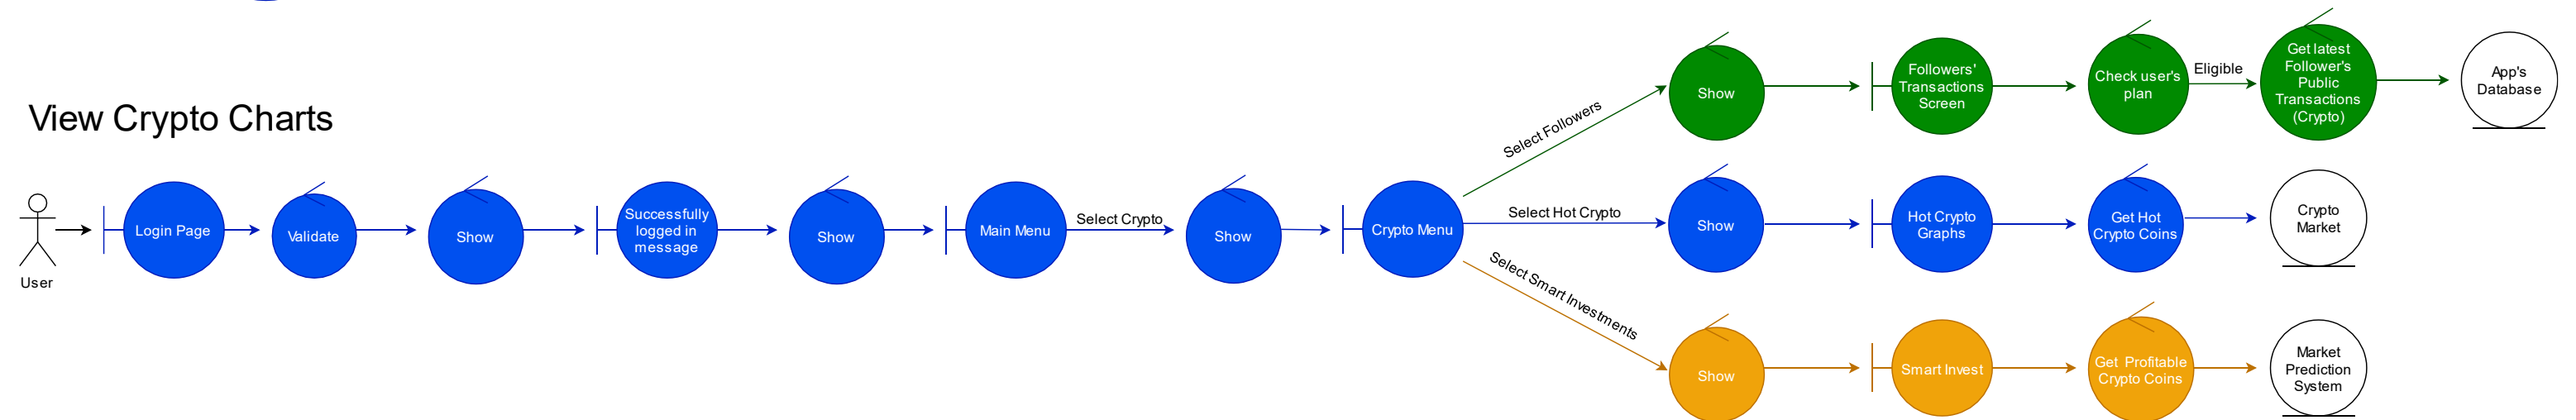 View Crypto Charts
User
Login Page
Validate
Show
Successfully
logged in
message
Show
Main Menu
Select Crypto
Show
Crypto Menu
Select Followers
Show
Followers'
Transactions
Screen
Check user's
plan
Eligible
Get latest
Follower's
Public
Transactions
(Crypto)
App's
Database
Select Hot Crypto
Show
Hot Crypto
Graphs
Get Hot
Crypto Coins
Crypto
Market
Select Smart Investments
Show
Smart Invest
Get Profitable
Crypto Coins
Market
Prediction
System